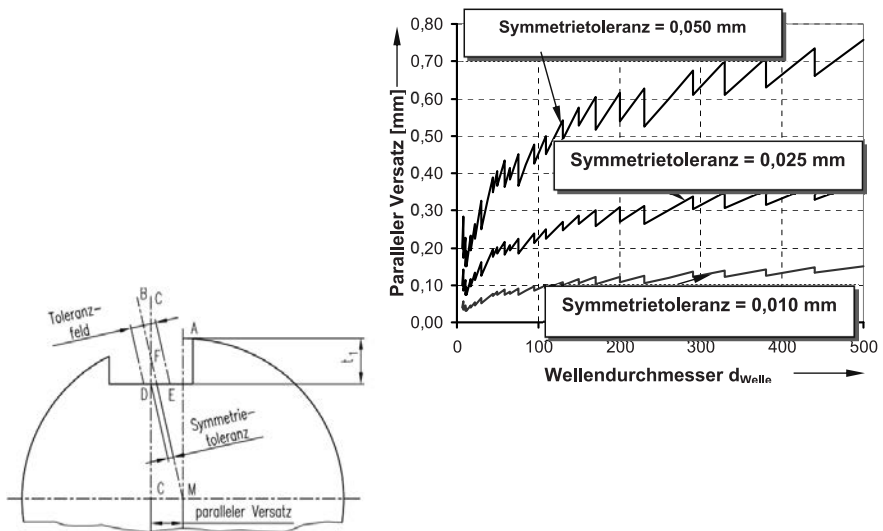 0,80
0,70
0,60
0,50
0,40
0,30
0,20
0,10
0,00
Paralleler Versatz [mm]
Symmetrietoleranz = 0,050 mm
Symmetrietoleranz = 0,025 mm
Symmetrietoleranz = 0,010 mm
0 100 200 300 400 500
Wellendurchmesser dWelle
B C
Toleranz-
feld
A
F
t1
D E
Symmetrie-
toleranz
C M
paralleler Versatz